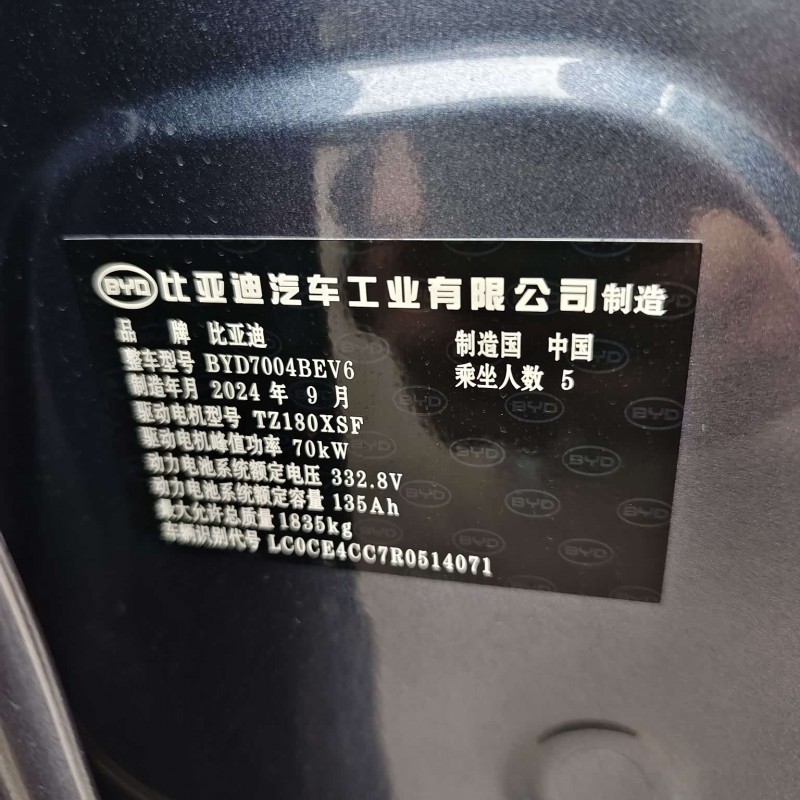 BYD 比亚迪汽车工业有限公司制造
品 牌 比亚迪 制造国 中国
整车型号 BYD7004BEV6 乘坐人数 5
制造年月 2024 年 9 月
驱动电机型号 TZ180XSF
驱动电机峰值功率 70kW
动力电池系统额定电压 332.8V
动力电池系统额定容量 135Ah
最大允许总质量 1835kg
车辆识别代号 LC0CE4CC7R0514071